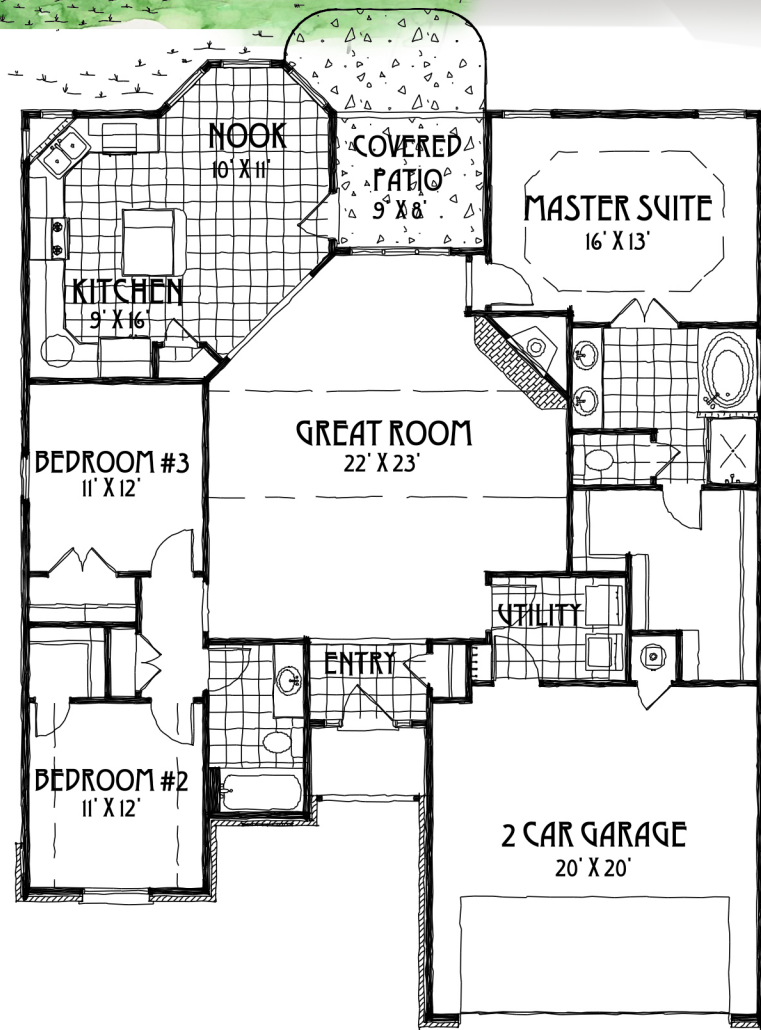 NOOK
10' X 11'
COVERED
PATIO
9' X 8'
MASTER SUITE
16' X 13'
KITCHEN
9' X 16'
GREAT ROOM
22' X 23'
BEDROOM #3
11' X 12'
UTILITY
ENTRY
BEDROOM #2
11' X 12'
2 CAR GARAGE
20' X 20'